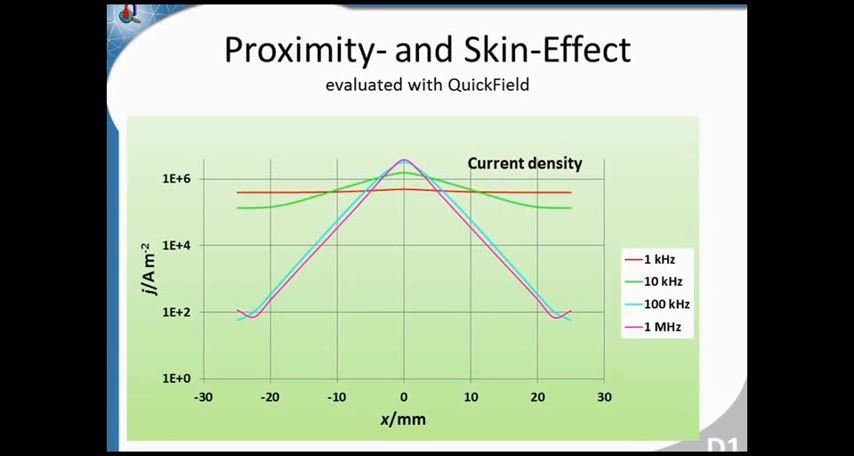 Proximity- and Skin-Effect
evaluated with QuickField
Current density
1E+6
1E+4
1E+2
1E+0
j/A m-2
-30 -20 -10 0 10 20 30
x/mm
1 kHz
10 kHz
100 kHz
1 MHz